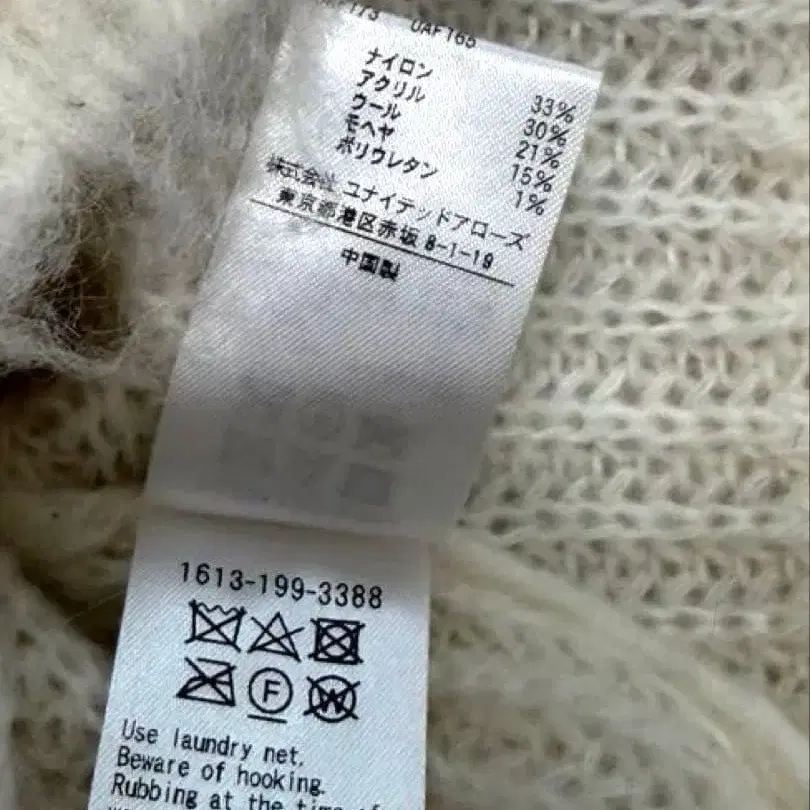 173 UAF165
ナイロン 33%
アクリル 30%
ウール 21%
モヘヤ 15%
ポリウレタン 1%
株式会社 ユナイテッドアローズ
東京都港区赤坂 8-1-19
中国製
1613-199-3388
F W
Use laundry net.
Beware of hooking.
Rubbing at the time of